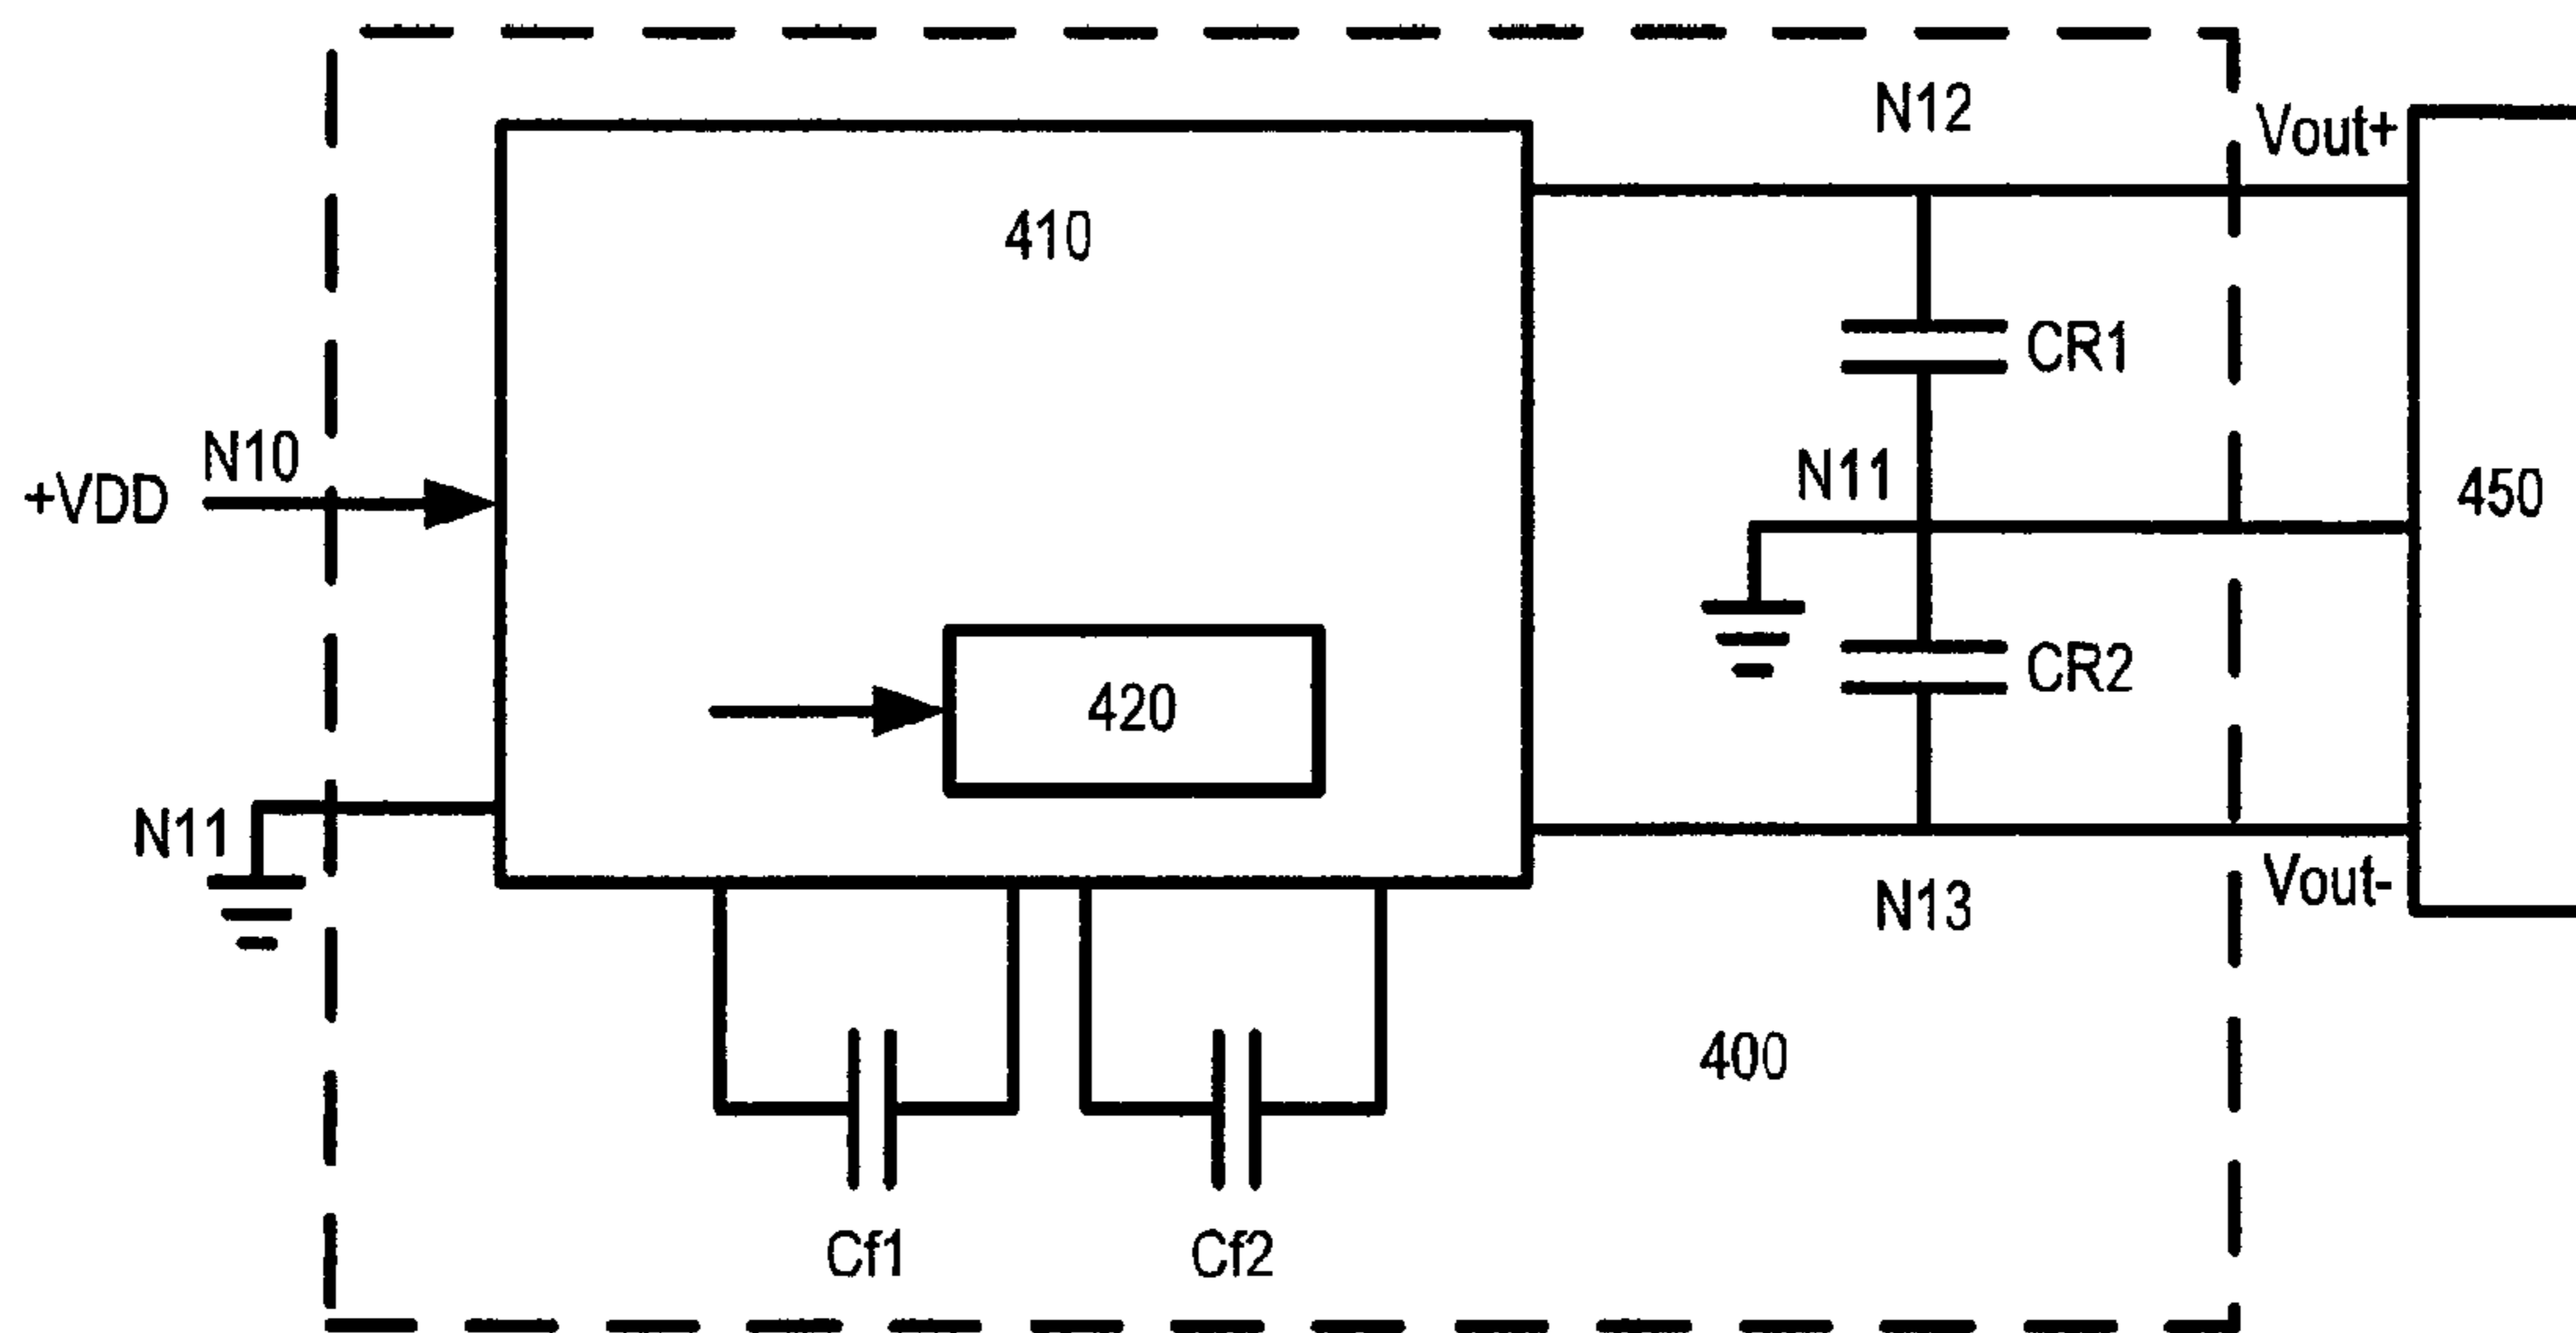 N12
Vout+
410
CR1
N10
+VDD
N11
450
CR2
420
N11
Vout-
N13
400
Cf1
Cf2